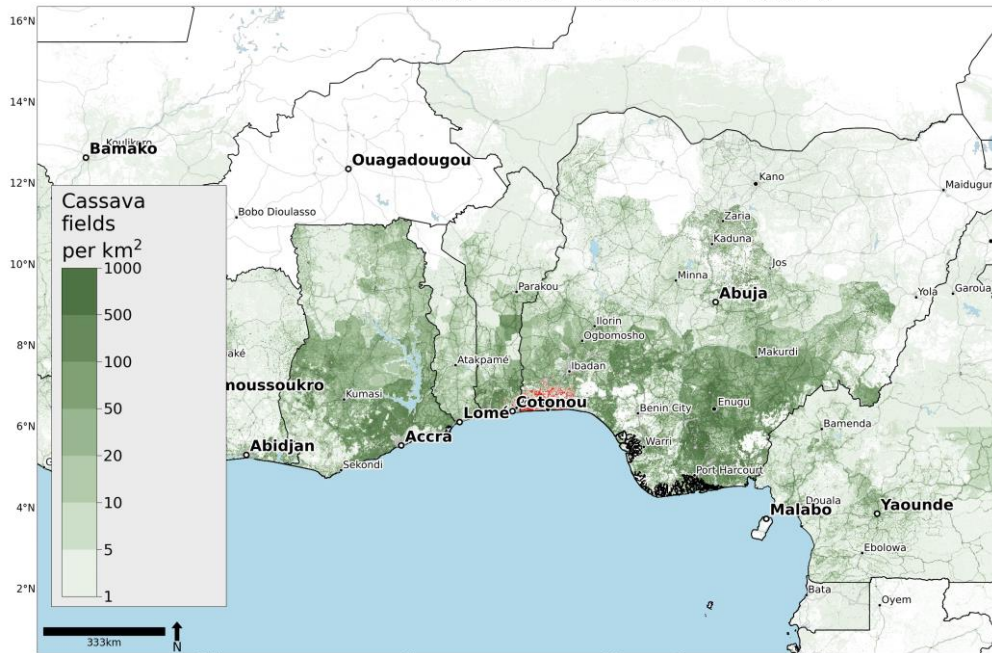 16°N
14°N
12°N
10°N
8°N
6°N
4°N
2°N
Koulikoro
Bamako
Ouagadougou
Bobo Dioulasso
Kano
Maidugur
Zaria
Kaduna
Jos
Minna
Abuja
Yola
Garoua
Parakou
Ilorin
Ogbomosho
Makurdi
Atakpamé
Ibadan
aké
moussoukro
Kumasi
Cotonou
Lomé
Benin City
Enugu
Bamenda
Abidjan
Accra
Sekondi
Warri
Port Harcourt
Malabo
Douala
Yaounde
Ebolowa
Bata
Oyem
Cassava
fields
per km²
1000
500
100
50
20
10
5
1
333km
N